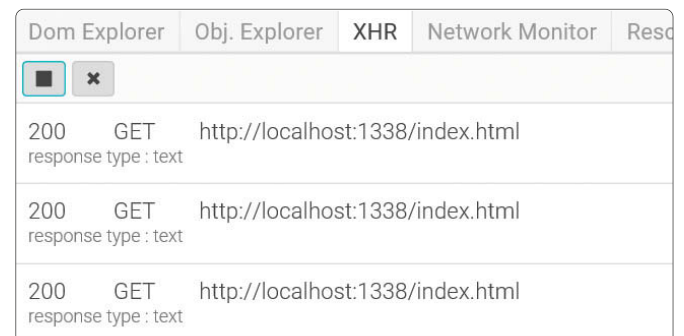 Dom Explorer Obj. Explorer XHR Network Monitor
200 GET http://localhost:1338/index.html
response type : text
200 GET http://localhost:1338/index.html
response type : text
200 GET http://localhost:1338/index.html
response type : text